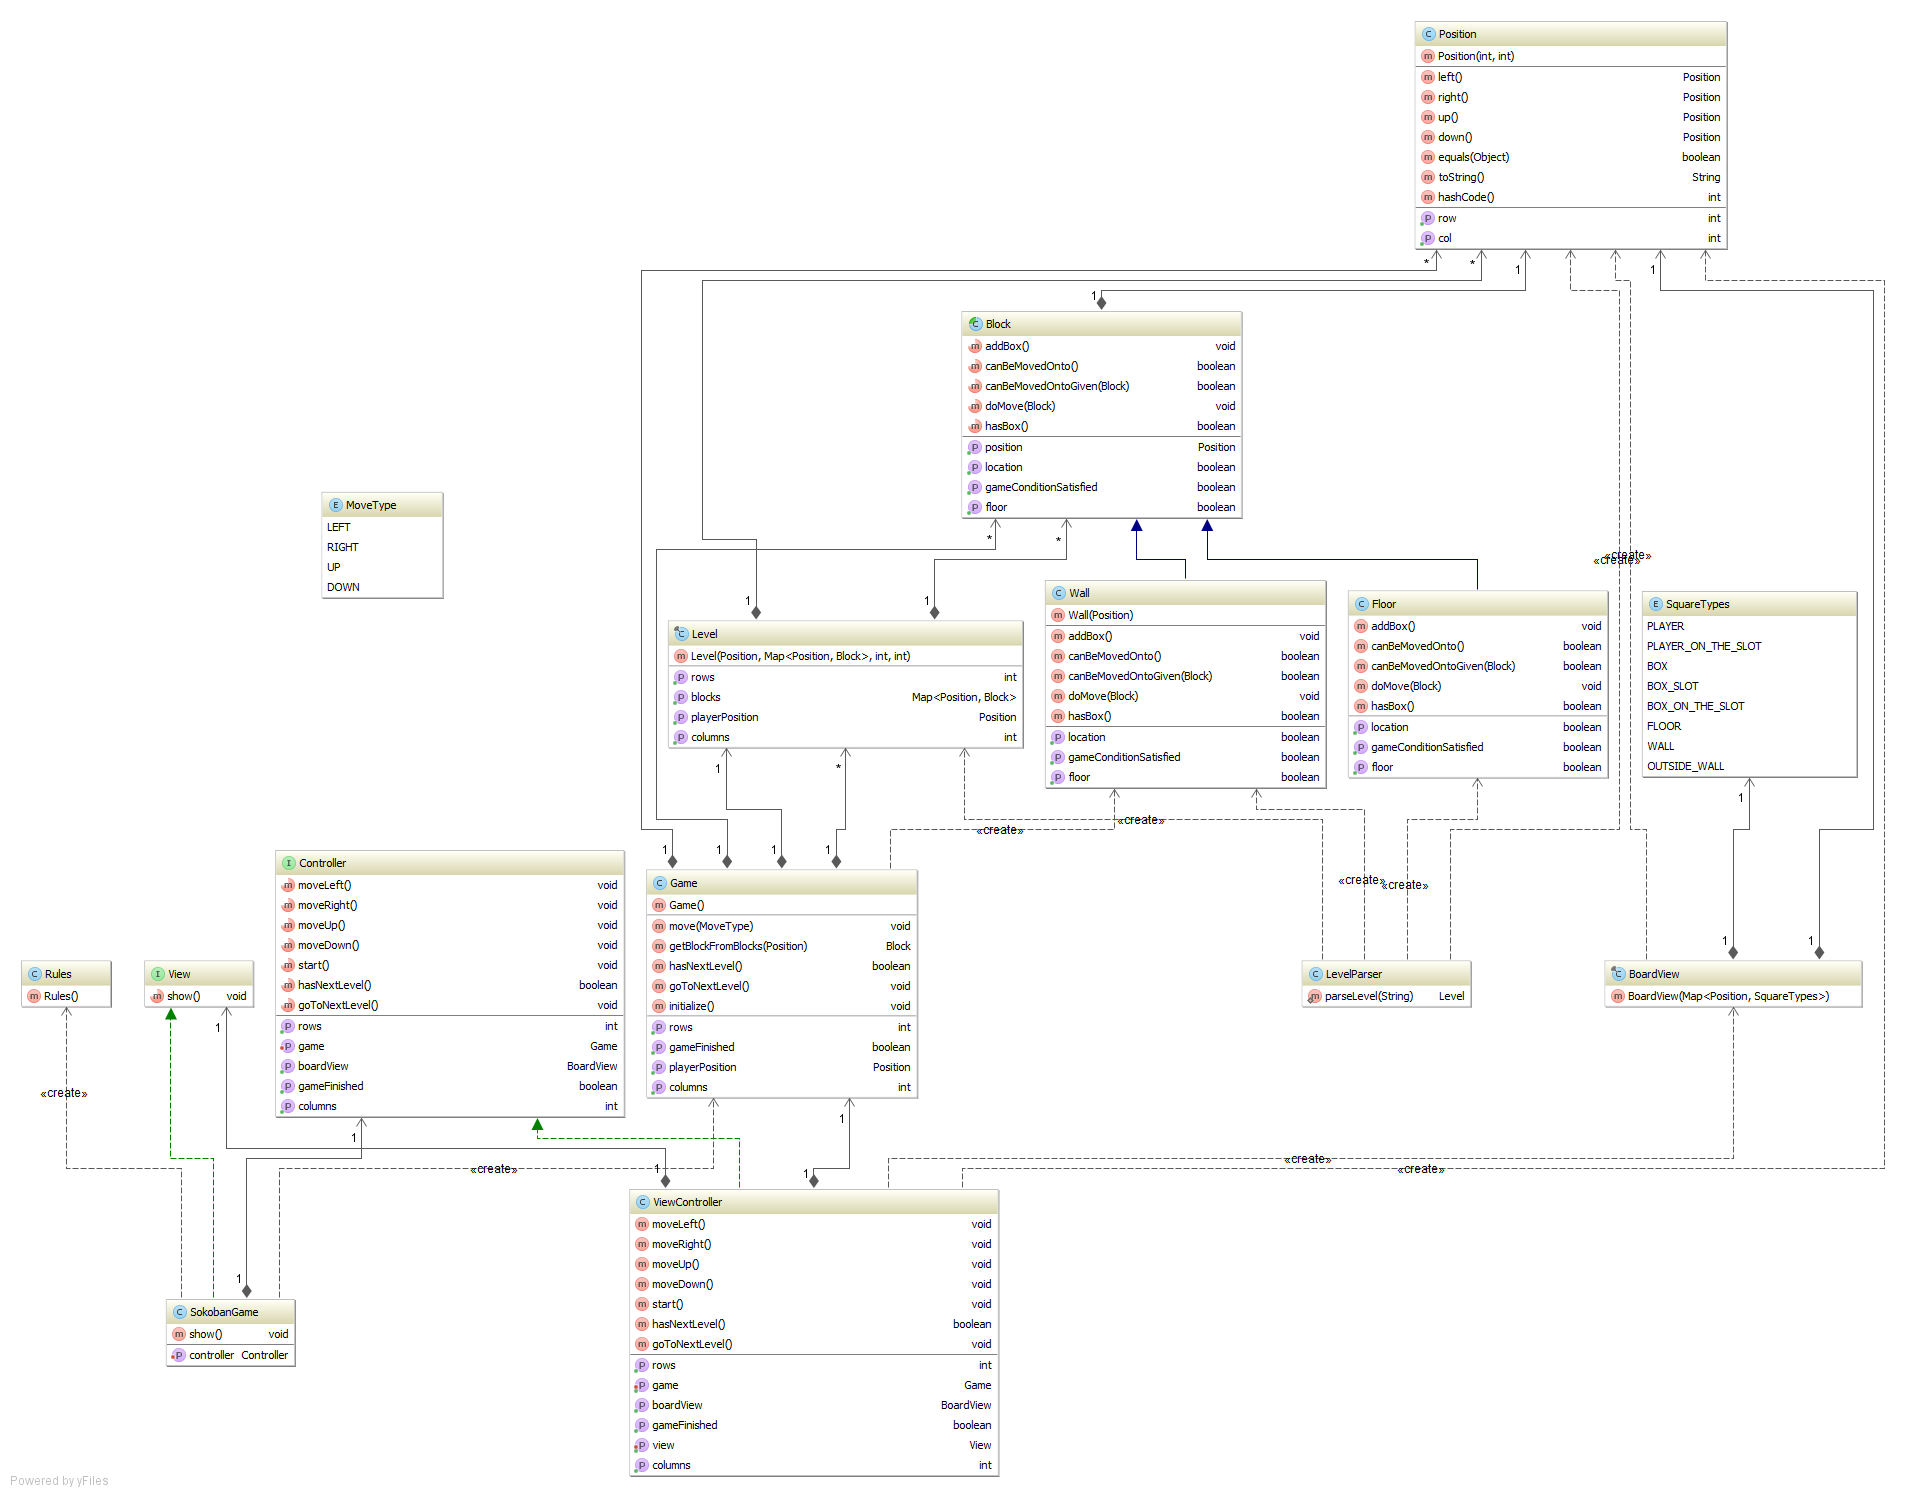 Position
Position(int, int)
left() Position
right() Position
up() Position
down() Position
equals(Object) boolean
toString() String
hashCode() int
row int
col int
* * 1 1
1
Block
addBox() void
canBeMovedOnto() boolean
canBeMovedOntoGiven(Block) boolean
doMove(Block) void
hasBox() boolean
position Position
location boolean
gameConditionSatisfied boolean
floor boolean
* *
MoveType
LEFT
RIGHT
UP
DOWN
«create»
«create»
1 1
Level
Level(Position, Map<Position, Block>, int, int)
rows int
blocks Map<Position, Block>
playerPosition Position
columns int
1 *
Wall
Wall(Position)
addBox() void
canBeMovedOnto() boolean
canBeMovedOntoGiven(Block) boolean
doMove(Block) void
hasBox() boolean
location boolean
gameConditionSatisfied boolean
floor boolean
Floor
addBox() void
canBeMovedOnto() boolean
canBeMovedOntoGiven(Block) boolean
doMove(Block) void
hasBox() boolean
location boolean
gameConditionSatisfied boolean
floor boolean
SquareTypes
PLAYER
PLAYER_ON_THE_SLOT
BOX
BOX_SLOT
BOX_ON_THE_SLOT
FLOOR
WALL
OUTSIDE_WALL
1
«create» «create»
1 1 1 1
«create» «create»
Controller
moveLeft() void
moveRight() void
moveUp() void
moveDown() void
start() void
hasNextLevel() boolean
goToNextLevel() void
rows int
game Game
boardView BoardView
gameFinished boolean
columns int
1
Game
Game()
move(MoveType) void
getBlockFromBlocks(Position) Block
hasNextLevel() boolean
goToNextLevel() void
initialize() void
rows int
gameFinished boolean
playerPosition Position
columns int
1
Rules
Rules()
View
show() void
1
LevelParser
parseLevel(String) Level
1 1
BoardView
BoardView(Map<Position, SquareTypes>)
«create»
«create» «create»
«create»
1 1
ViewController
moveLeft() void
moveRight() void
moveUp() void
moveDown() void
start() void
hasNextLevel() boolean
goToNextLevel() void
rows int
game Game
boardView BoardView
gameFinished boolean
view View
columns int
1
SokobanGame
show() void
controller Controller
Powered by yFiles